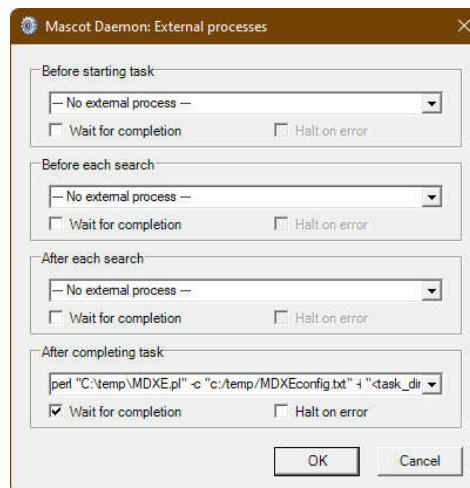 Mascot Daemon: External processes
Before starting task
--- No external process ---
Wait for completion Halt on error
Before each search
--- No external process ---
Wait for completion Halt on error
After each search
--- No external process ---
Wait for completion Halt on error
After completing task
perl "C:\temp\MDXE.pl" -c "c:/temp/MDXEconfig.txt" -i "<task_dir
Wait for completion Halt on error
OK Cancel